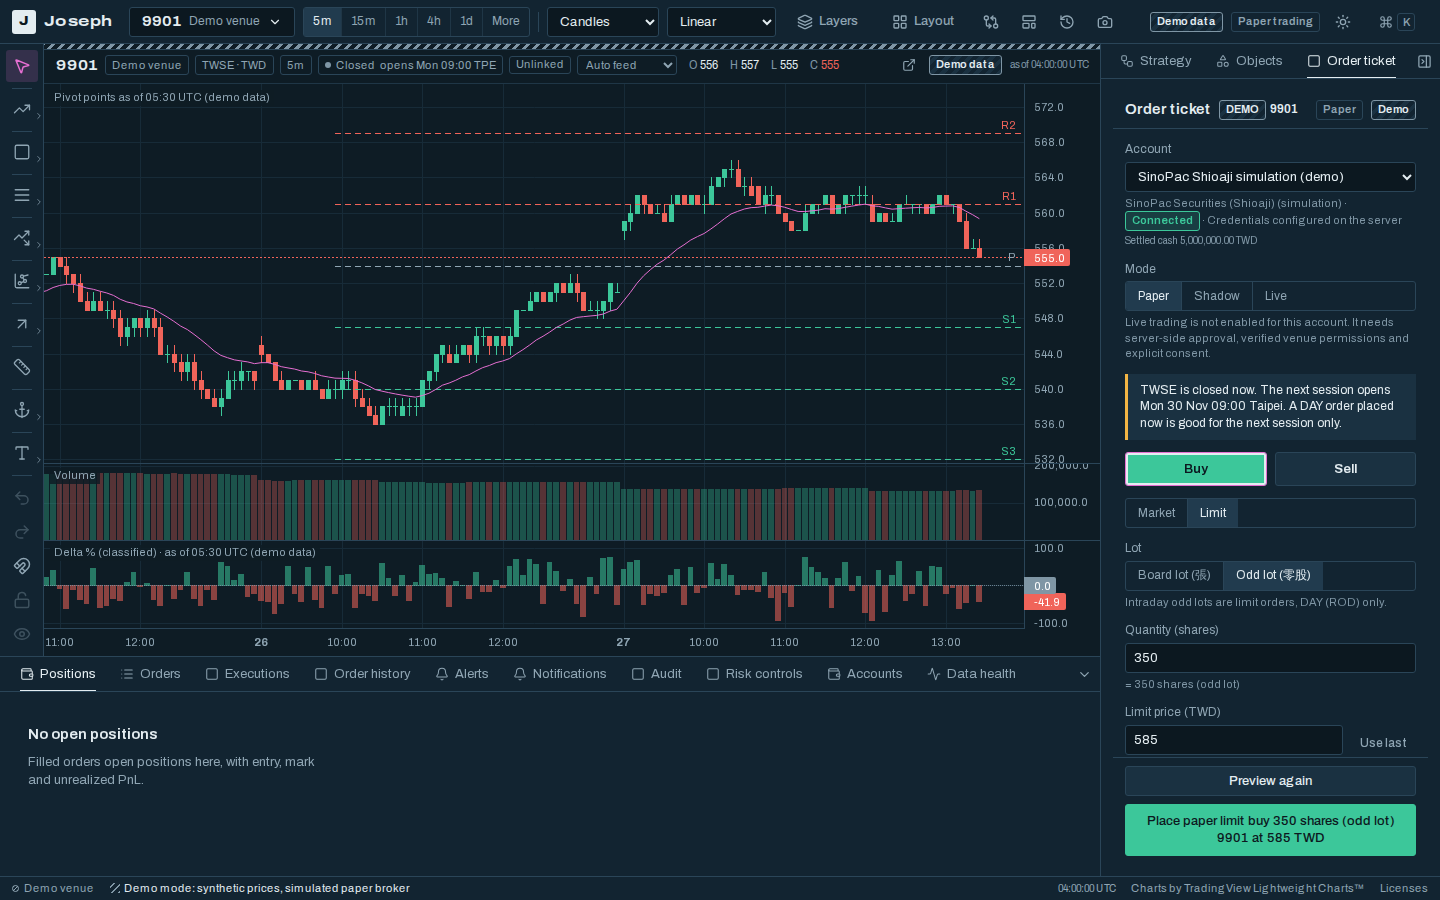 J Joseph
9901 Demo venue
5m 15m 1h 4h 1d More
Candles
Linear
Layers
Layout
Demo data
Paper trading
⌘ K
9901 Demo venue TWSE·TWD 5m Closed opens Mon 09:00 TPE Unlinked Auto feed O 556 H 557 L 555 C 555 Demo data as of 04:00:00 UTC
Pivot points as of 05:30 UTC (demo data)
572.0
R2
568.0
564.0
R1
560.0
556.0
P
555.0
552.0
S1
548.0
544.0
S2
540.0
536.0
S3
532.0
Volume
200,000.0
100,000.0
Delta % (classified) · as of 05:30 UTC (demo data)
100.0
0.0
-41.9
-100.0
11:00 12:00 26 10:00 11:00 12:00 27 10:00 11:00 12:00 13:00
Positions Orders Executions Order history Alerts Notifications Audit Risk controls Accounts Data health
No open positions
Filled orders open positions here, with entry, mark
and unrealized PnL.
Strategy Objects Order ticket
Order ticket DEMO 9901 Paper Demo
Account
SinoPac Shioaji simulation (demo)
SinoPac Securities (Shioaji) (simulation) ·
Connected · Credentials configured on the server
Settled cash 5,000,000.00 TWD
Mode
Paper Shadow Live
Live trading is not enabled for this account. It needs
server-side approval, verified venue permissions and
explicit consent.
TWSE is closed now. The next session opens
Mon 30 Nov 09:00 Taipei. A DAY order placed
now is good for the next session only.
Buy Sell
Market Limit
Lot
Board lot (張) Odd lot (零股)
Intraday odd lots are limit orders, DAY (ROD) only.
Quantity (shares)
350
= 350 shares (odd lot)
Limit price (TWD)
585 Use last
Preview again
Place paper limit buy 350 shares (odd lot)
9901 at 585 TWD
Demo venue Demo mode: synthetic prices, simulated paper broker 04:00:00 UTC Charts by TradingView Lightweight Charts™ Licenses